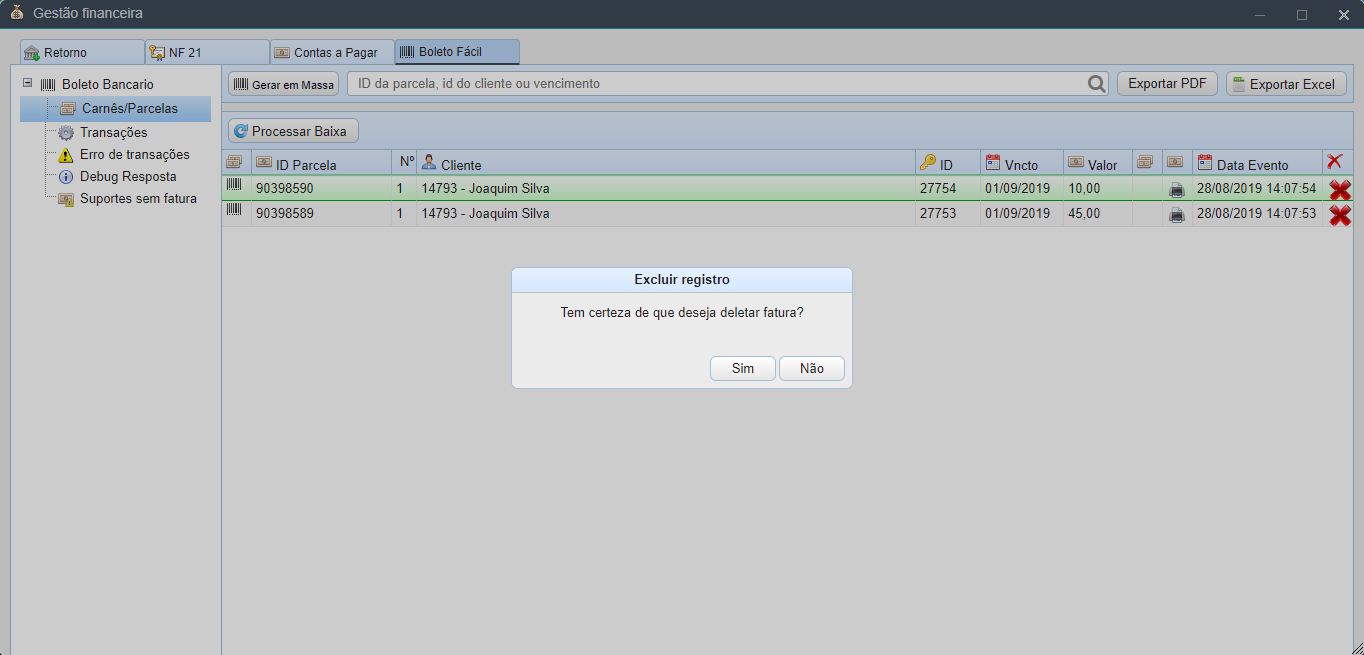 Gestão financeira
Retorno NF 21 Contas a Pagar Boleto Fácil
Boleto Bancario
Carnês/Parcelas
Transações
Erro de transações
Debug Resposta
Suportes sem fatura
Gerar em Massa ID da parcela, id do cliente ou vencimento Exportar PDF Exportar Excel
Processar Baixa
ID Parcela Nº Cliente ID Vncto Valor Data Evento
90398590 1 14793 - Joaquim Silva 27754 01/09/2019 10,00 28/08/2019 14:07:54
90398589 1 14793 - Joaquim Silva 27753 01/09/2019 45,00 28/08/2019 14:07:53
Excluir registro
Tem certeza de que deseja deletar fatura?
Sim Não